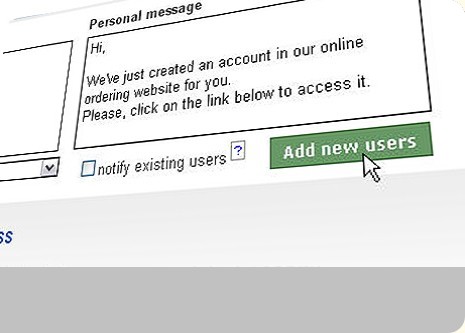 Personal message
Hi,
We've just created an account in our online
ordering website for you.
Please, click on the link below to access it.
notify existing users ?
Add new users
ss